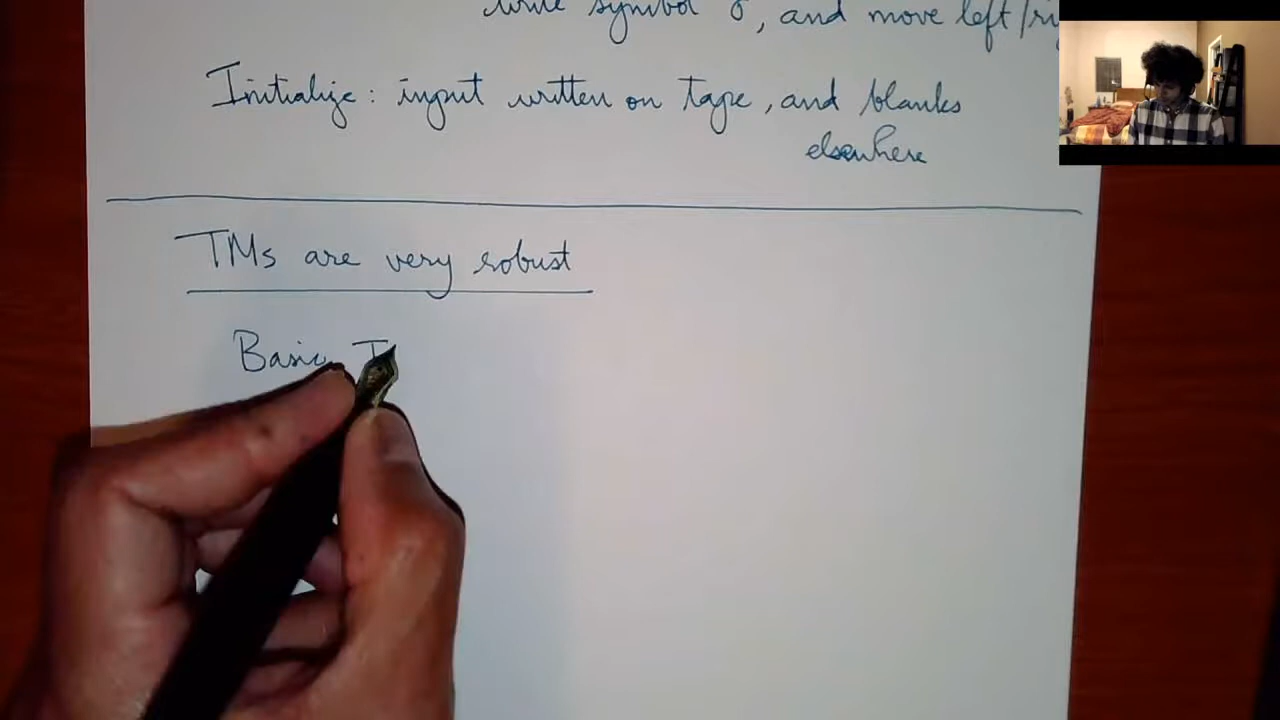 write symbol σ, and move left/ri
Initialize: input written on tape, and blanks
elsewhere
TMs are very robust
Basic T